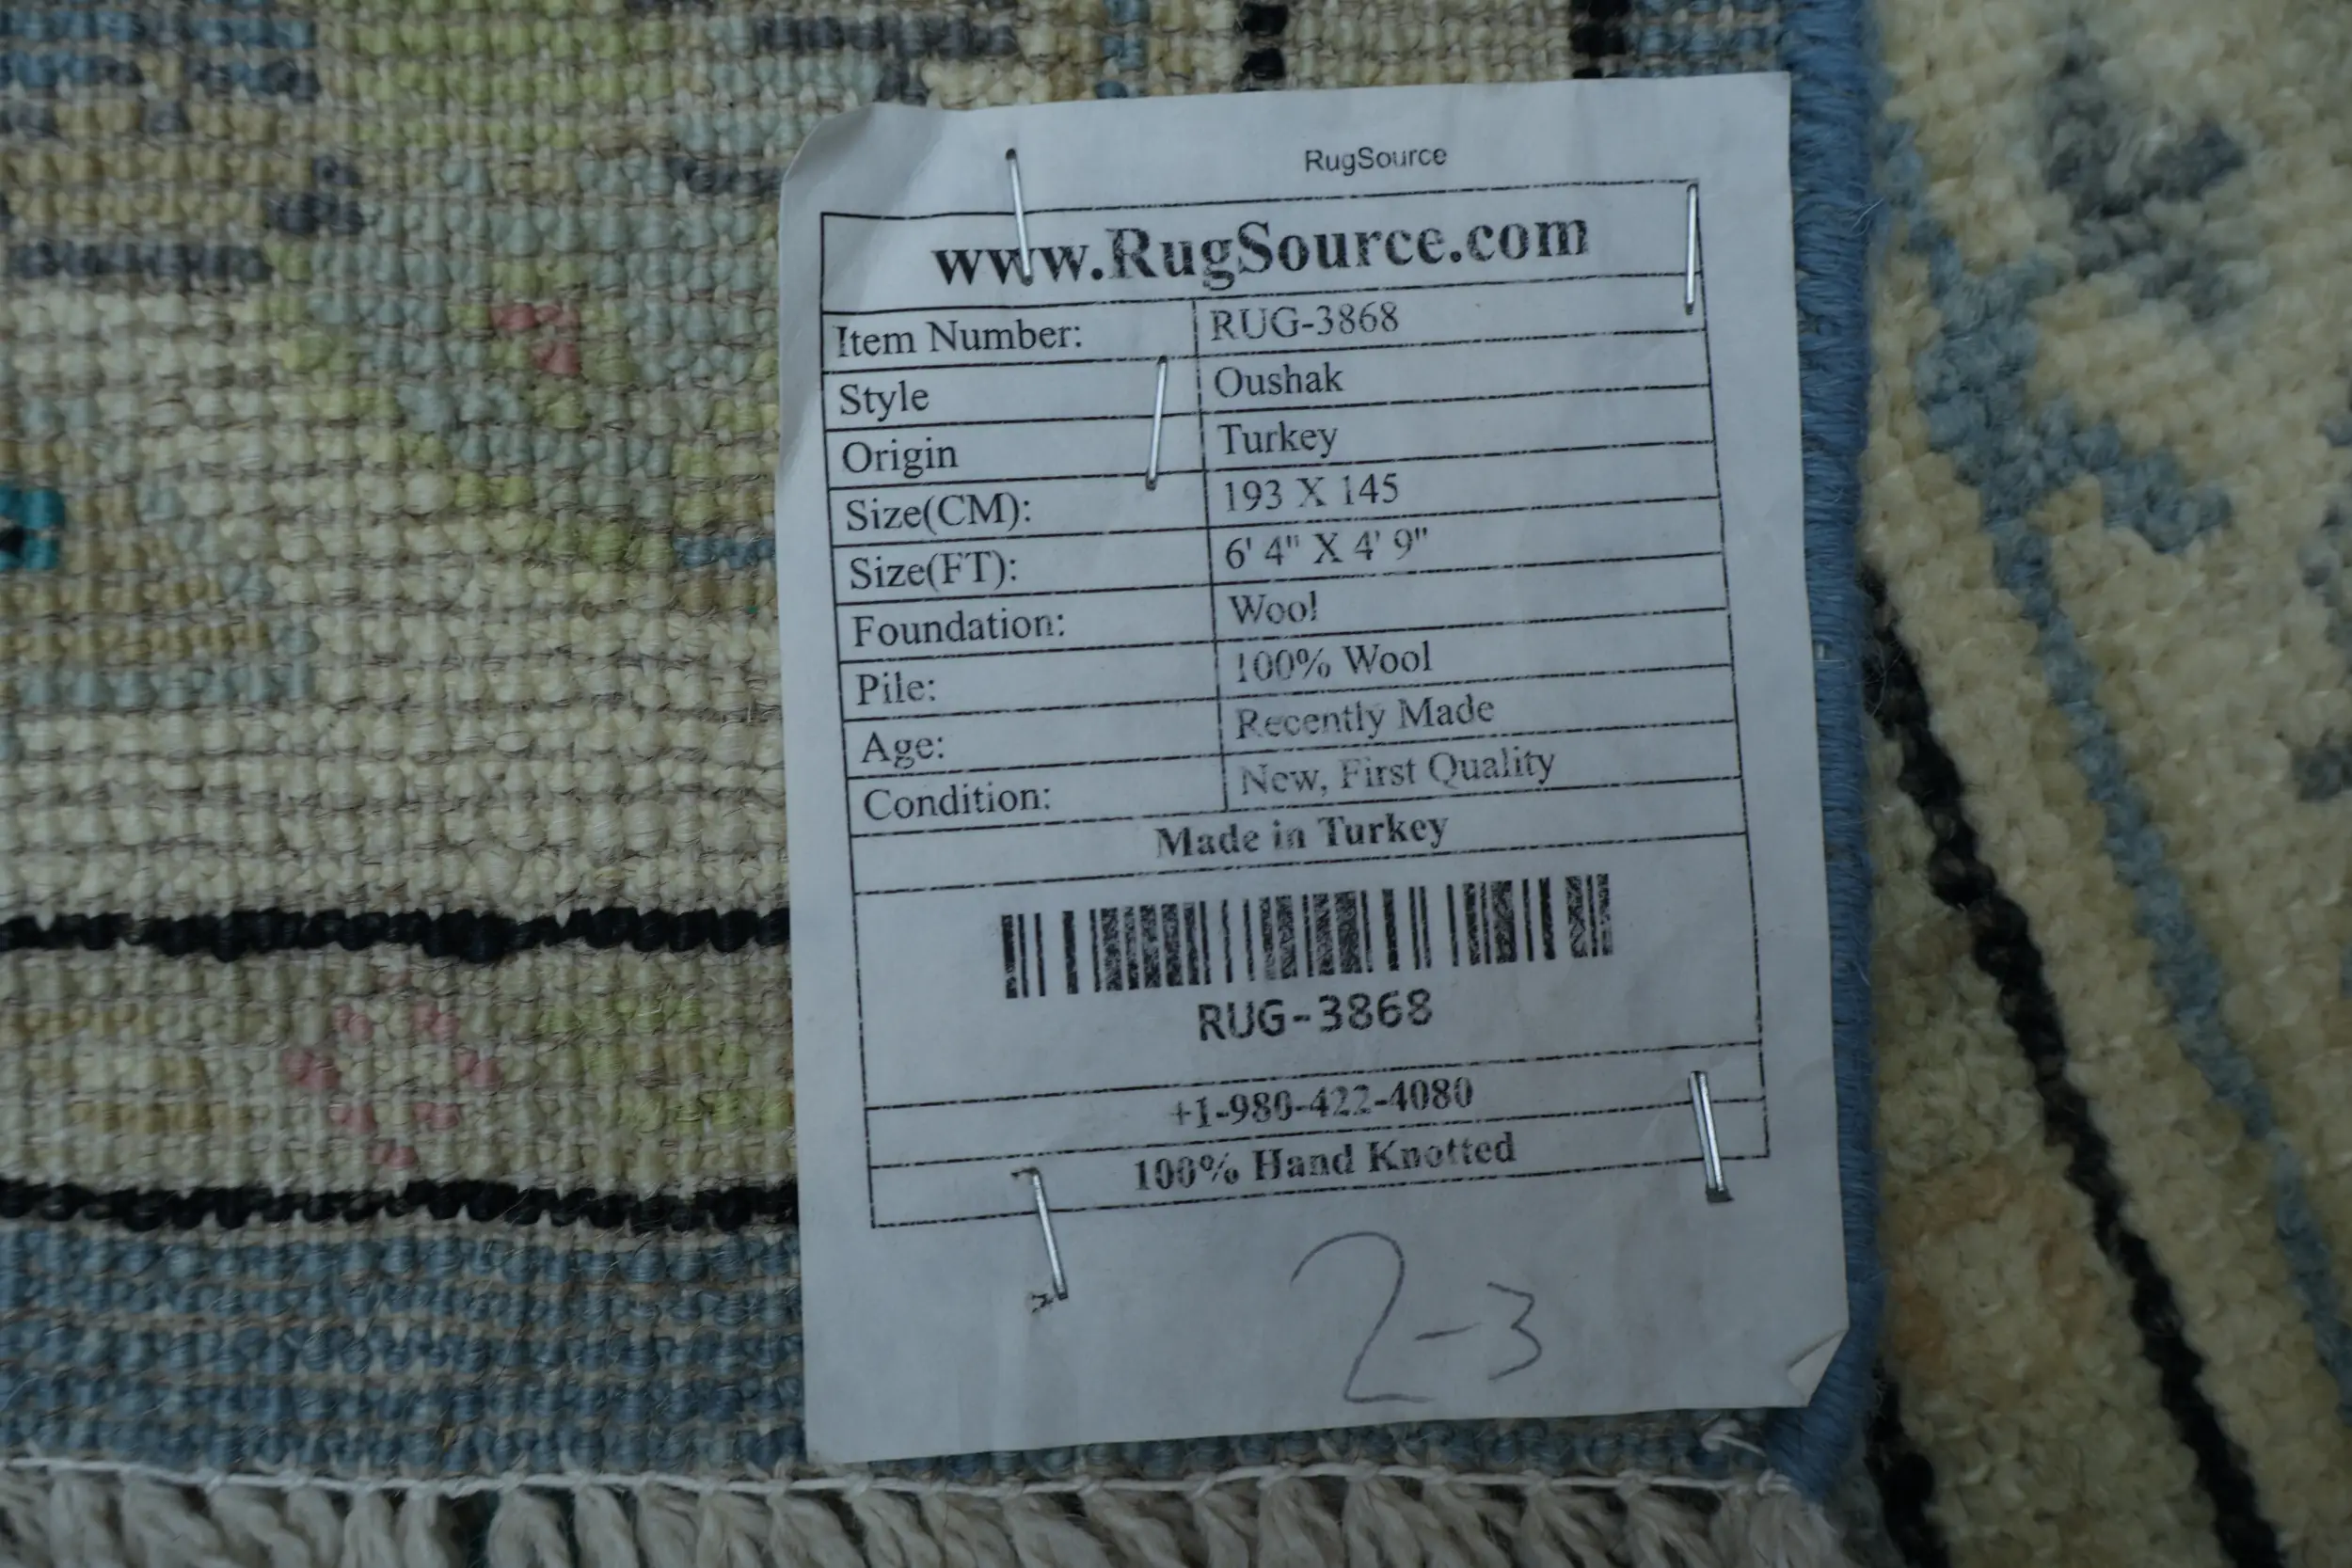 RugSource
www.RugSource.com
Item Number: RUG-3868
Style Oushak
Origin Turkey
Size(CM): 193 X 145
Size(FT): 6' 4" X 4' 9"
Foundation: Wool
Pile: 100% Wool
Age: Recently Made
Condition: New, First Quality
Made in Turkey
RUG-3868
+1-980-422-4080
100% Hand Knotted
2-3